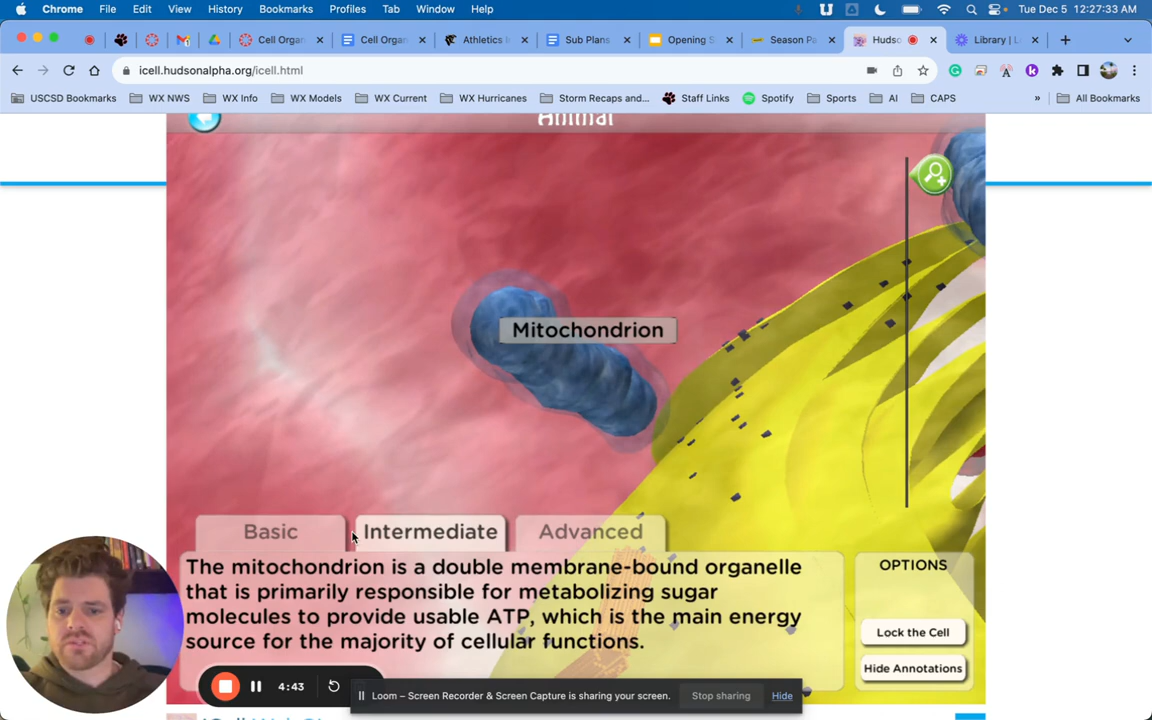 Chrome File Edit View History Bookmarks Profiles Tab Window Help Tue Dec 5 12:27:33 AM
Cell Organ Cell Organ Athletics I Sub Plans Opening S Season Pa Hudso Library | L
icell.hudsonalpha.org/icell.html
USCSD Bookmarks WX NWS WX Info WX Models WX Current WX Hurricanes Storm Recaps and... Staff Links Spotify Sports AI CAPS » All Bookmarks
Animal
Mitochondrion
Basic Intermediate Advanced
The mitochondrion is a double membrane-bound organelle
that is primarily responsible for metabolizing sugar
molecules to provide usable ATP, which is the main energy
source for the majority of cellular functions.
OPTIONS
Lock the Cell
Hide Annotations
4:43
Loom – Screen Recorder & Screen Capture is sharing your screen. Stop sharing Hide